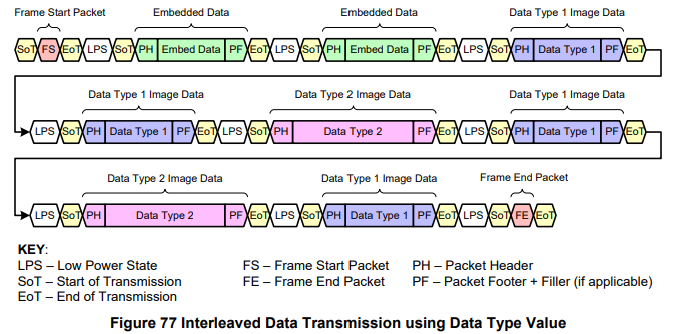 Frame Start Packet Embedded Data Embedded Data Data Type 1 Image Data
SoT FS EoT LPS SoT PH Embed Data PF EoT LPS SoT PH Embed Data PF EoT LPS SoT PH Data Type 1 PF EoT
Data Type 1 Image Data Data Type 2 Image Data Data Type 1 Image Data
LPS SoT PH Data Type 1 PF EoT LPS SoT PH Data Type 2 PF EoT LPS SoT PH Data Type 1 PF EoT
Data Type 2 Image Data Data Type 1 Image Data Frame End Packet
LPS SoT PH Data Type 2 PF EoT LPS SoT PH Data Type 1 PF EoT LPS SoT FE EoT
KEY:
LPS – Low Power State FS – Frame Start Packet PH – Packet Header
SoT – Start of Transmission FE – Frame End Packet PF – Packet Footer + Filler (if applicable)
EoT – End of Transmission
Figure 77 Interleaved Data Transmission using Data Type Value